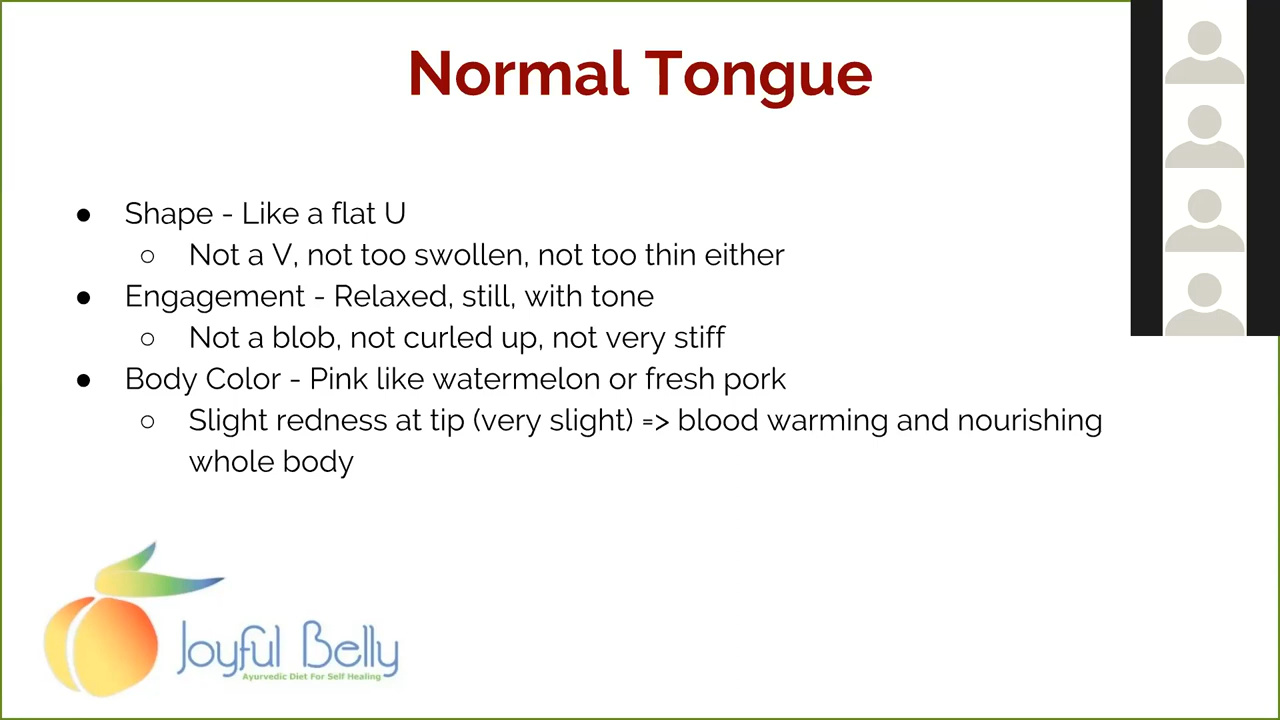 Normal Tongue
● Shape - Like a flat U
○ Not a V, not too swollen, not too thin either
● Engagement - Relaxed, still, with tone
○ Not a blob, not curled up, not very stiff
● Body Color - Pink like watermelon or fresh pork
○ Slight redness at tip (very slight) => blood warming and nourishing
whole body
Joyful Belly
Ayurvedic Diet For Self Healing